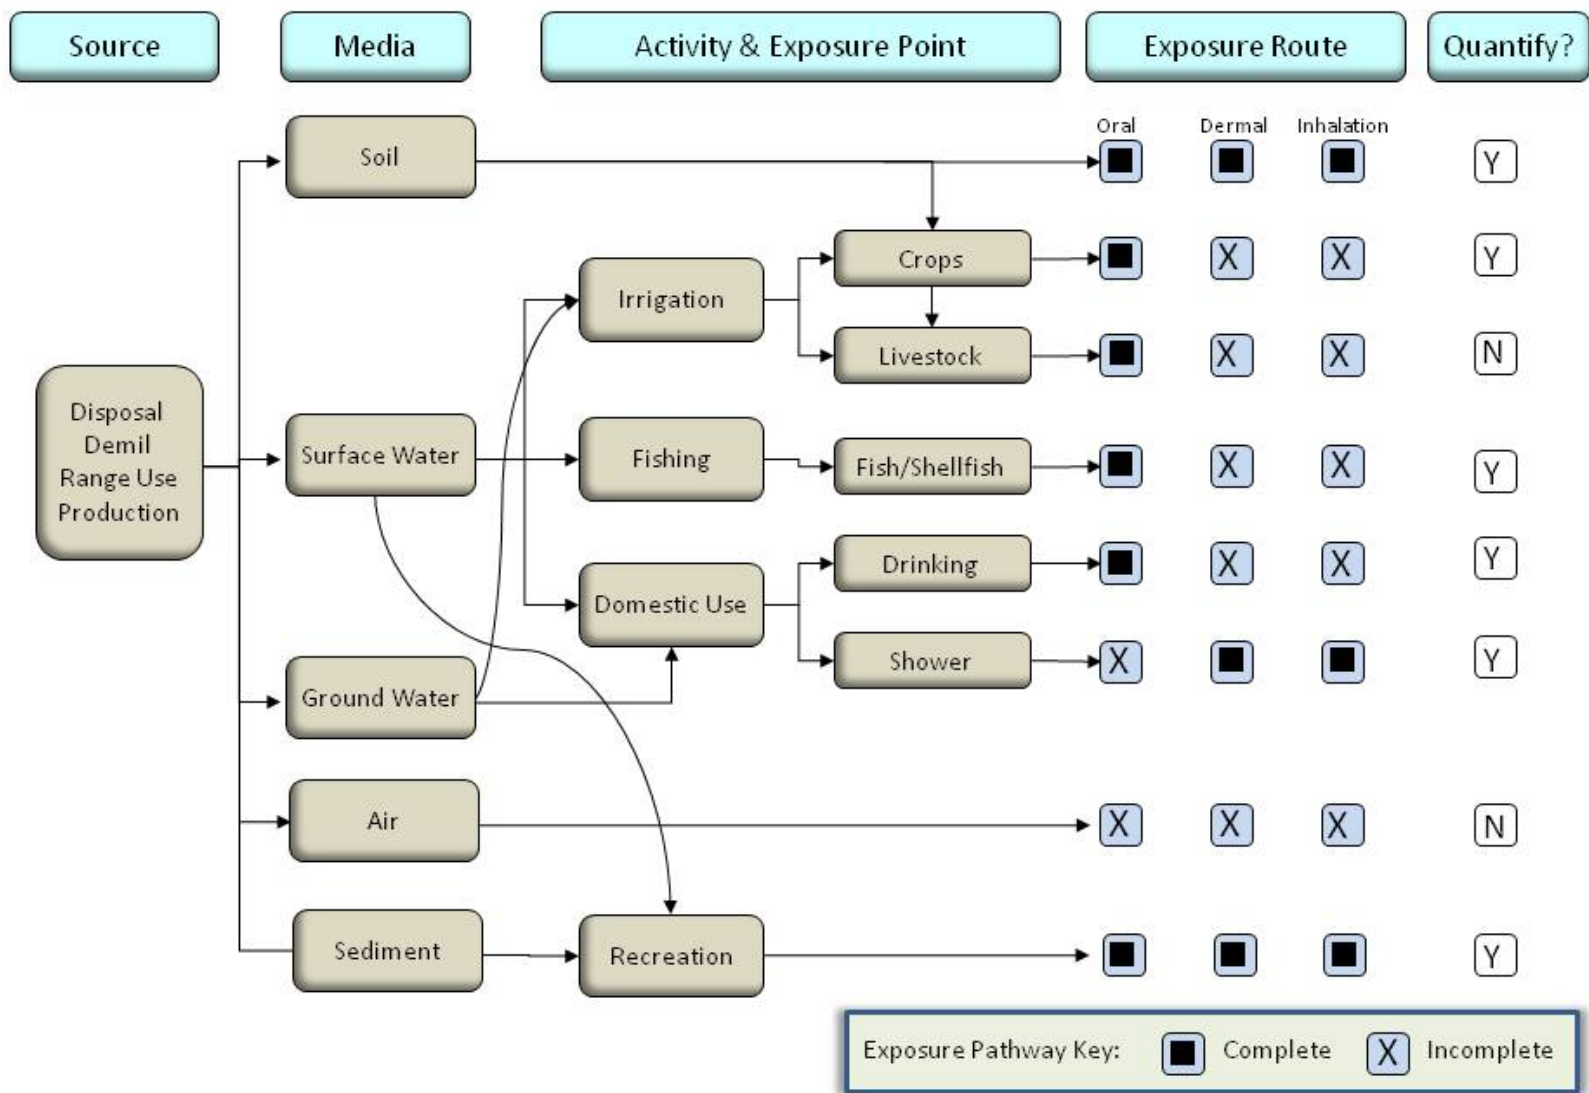 Source
Media
Activity & Exposure Point
Exposure Route
Quantify?
Oral
Dermal
Inhalation
Soil
Y
Crops
X
X
Y
Irrigation
Livestock
X
X
N
Disposal
Demil
Range Use
Production
Surface Water
Fishing
Fish/Shellfish
X
X
Y
Drinking
X
X
Y
Domestic Use
Shower
X
Y
Ground Water
Air
X
X
X
N
Sediment
Recreation
Y
Exposure Pathway Key:
Complete
X
Incomplete